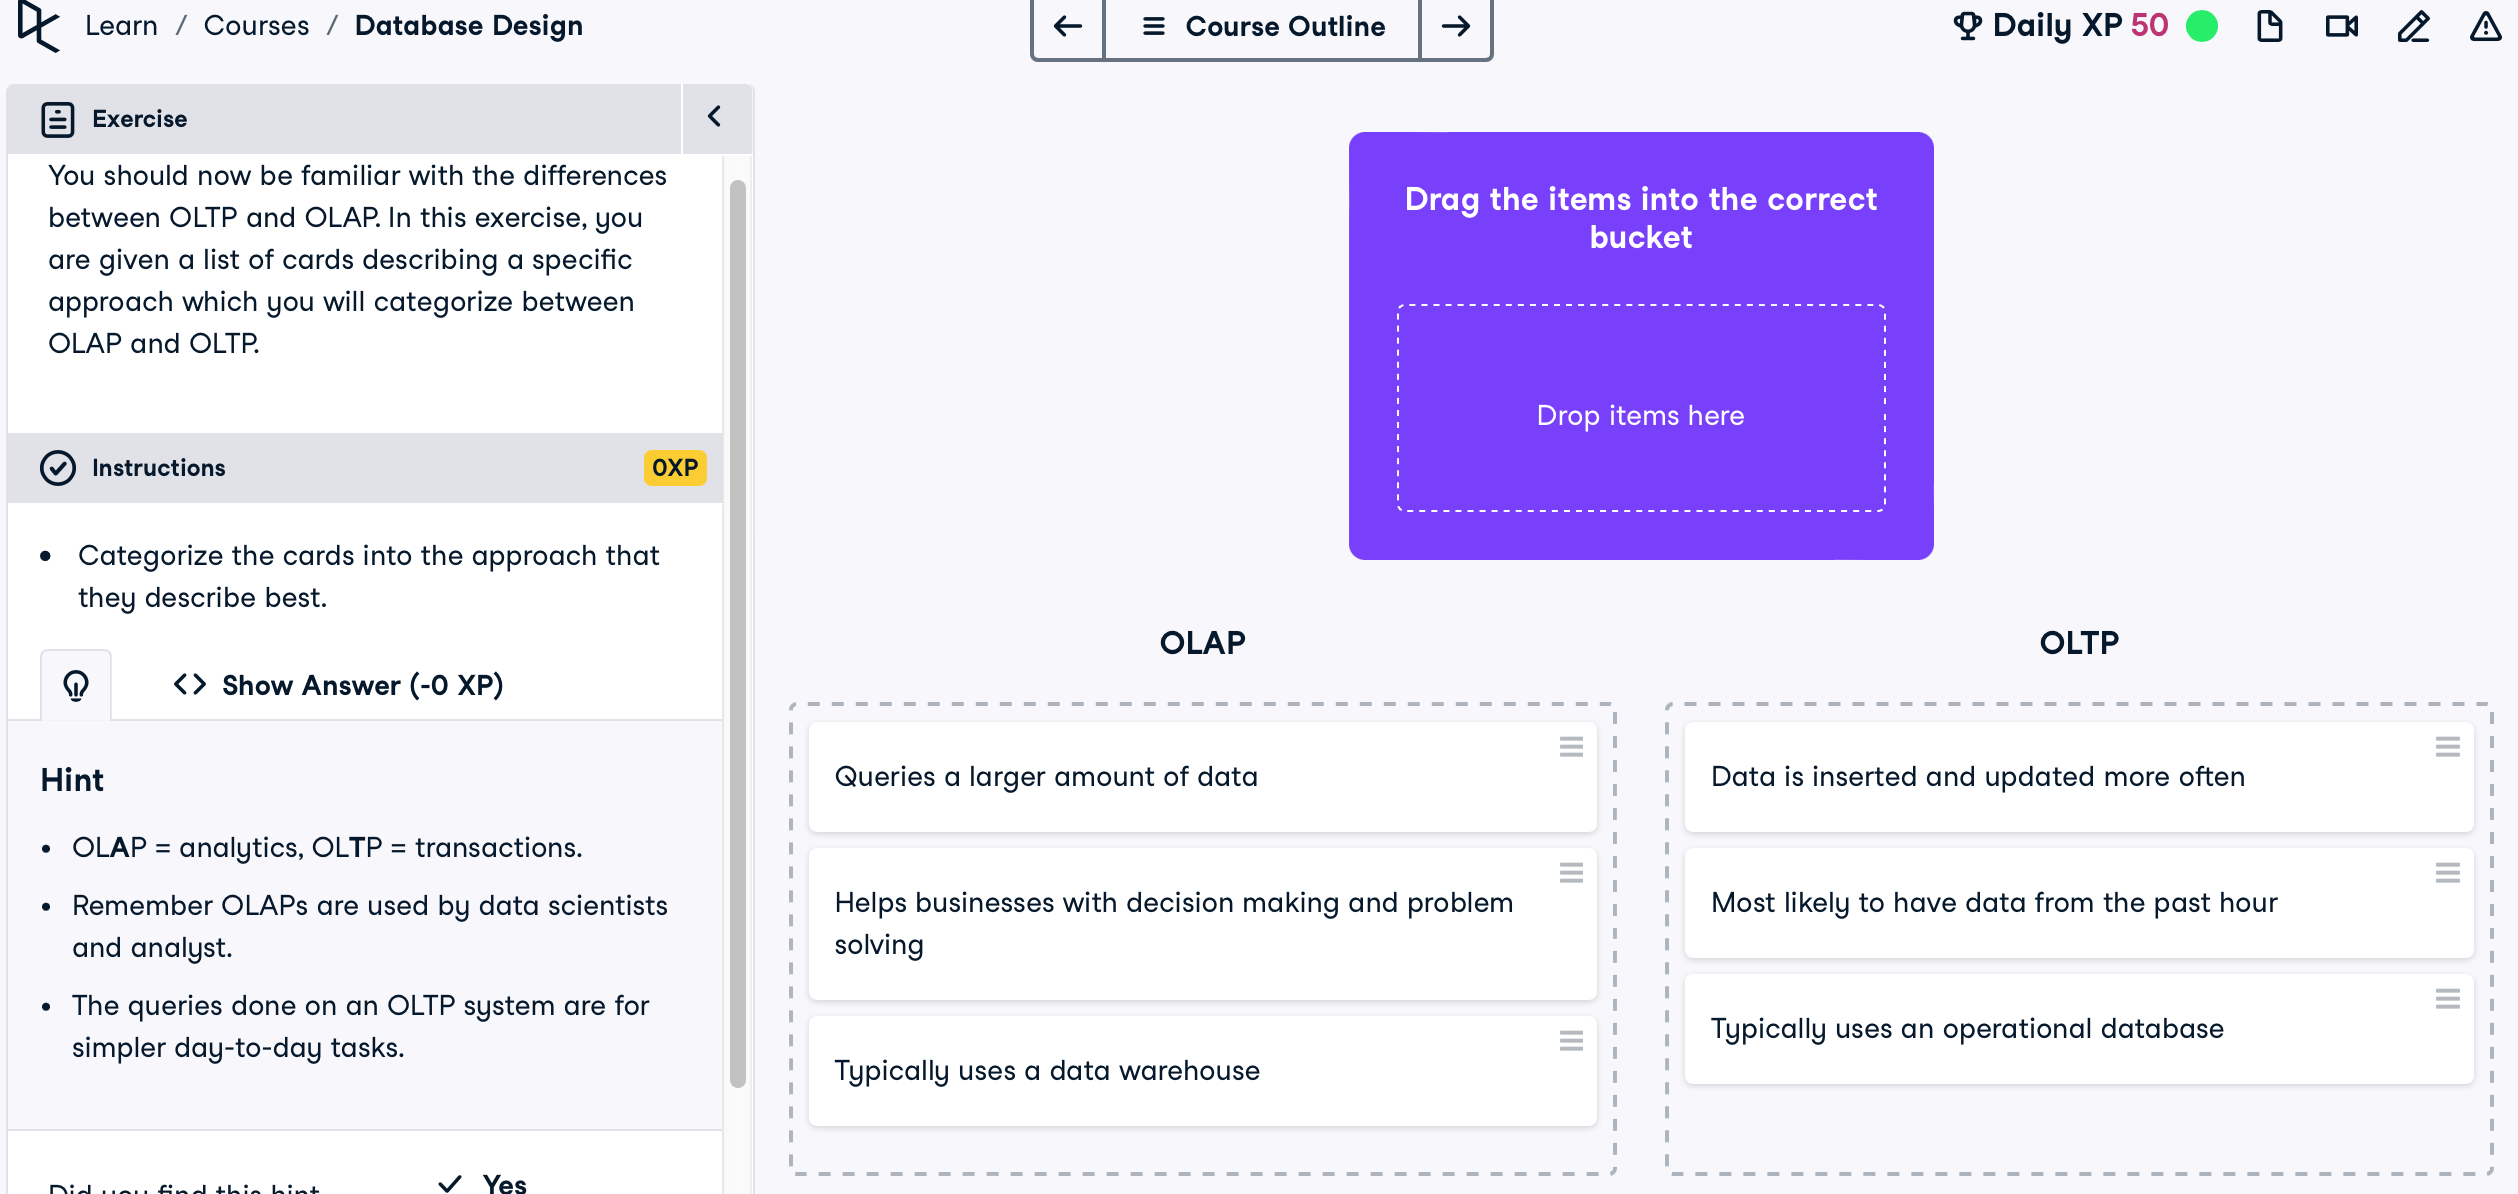 Learn / Courses / Database Design
Course Outline
Daily XP 50
Exercise
You should now be familiar with the differences
between OLTP and OLAP. In this exercise, you
are given a list of cards describing a specific
approach which you will categorize between
OLAP and OLTP.
Instructions
0XP
Categorize the cards into the approach that
they describe best.
Show Answer (-0 XP)
Hint
OLAP = analytics, OLTP = transactions.
Remember OLAPs are used by data scientists
and analyst.
The queries done on an OLTP system are for
simpler day-to-day tasks.
Did you find this hint
Yes
Drag the items into the correct
bucket
Drop items here
OLAP
Queries a larger amount of data
Helps businesses with decision making and problem
solving
Typically uses a data warehouse
OLTP
Data is inserted and updated more often
Most likely to have data from the past hour
Typically uses an operational database